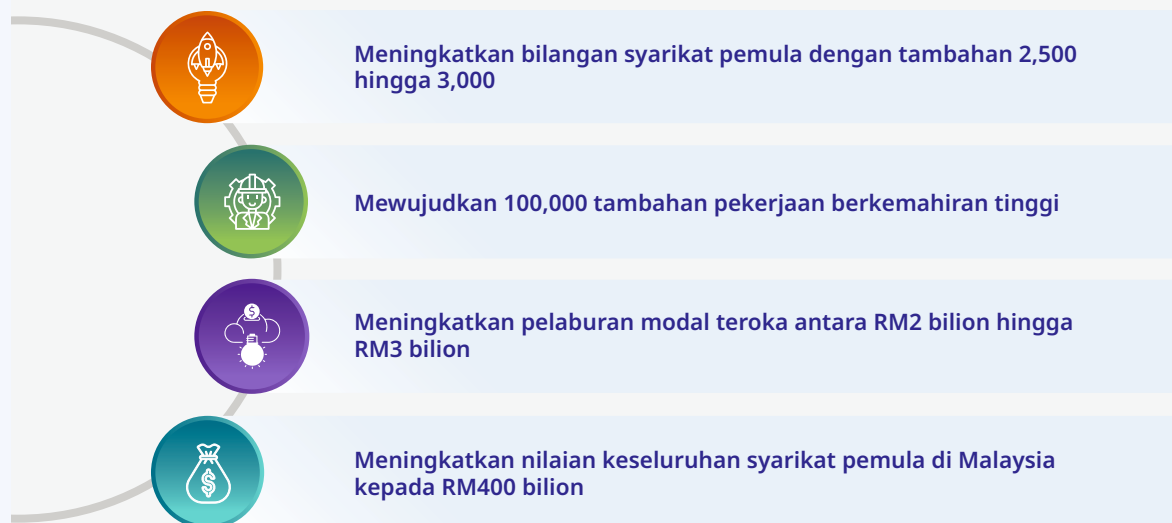 Meningkatkan bilangan syarikat pemula dengan tambahan 2,500
hingga 3,000
Mewujudkan 100,000 tambahan pekerjaan berkemahiran tinggi
Meningkatkan pelaburan modal teroka antara RM2 bilion hingga
RM3 bilion
Meningkatkan nilaian keseluruhan syarikat pemula di Malaysia
kepada RM400 bilion